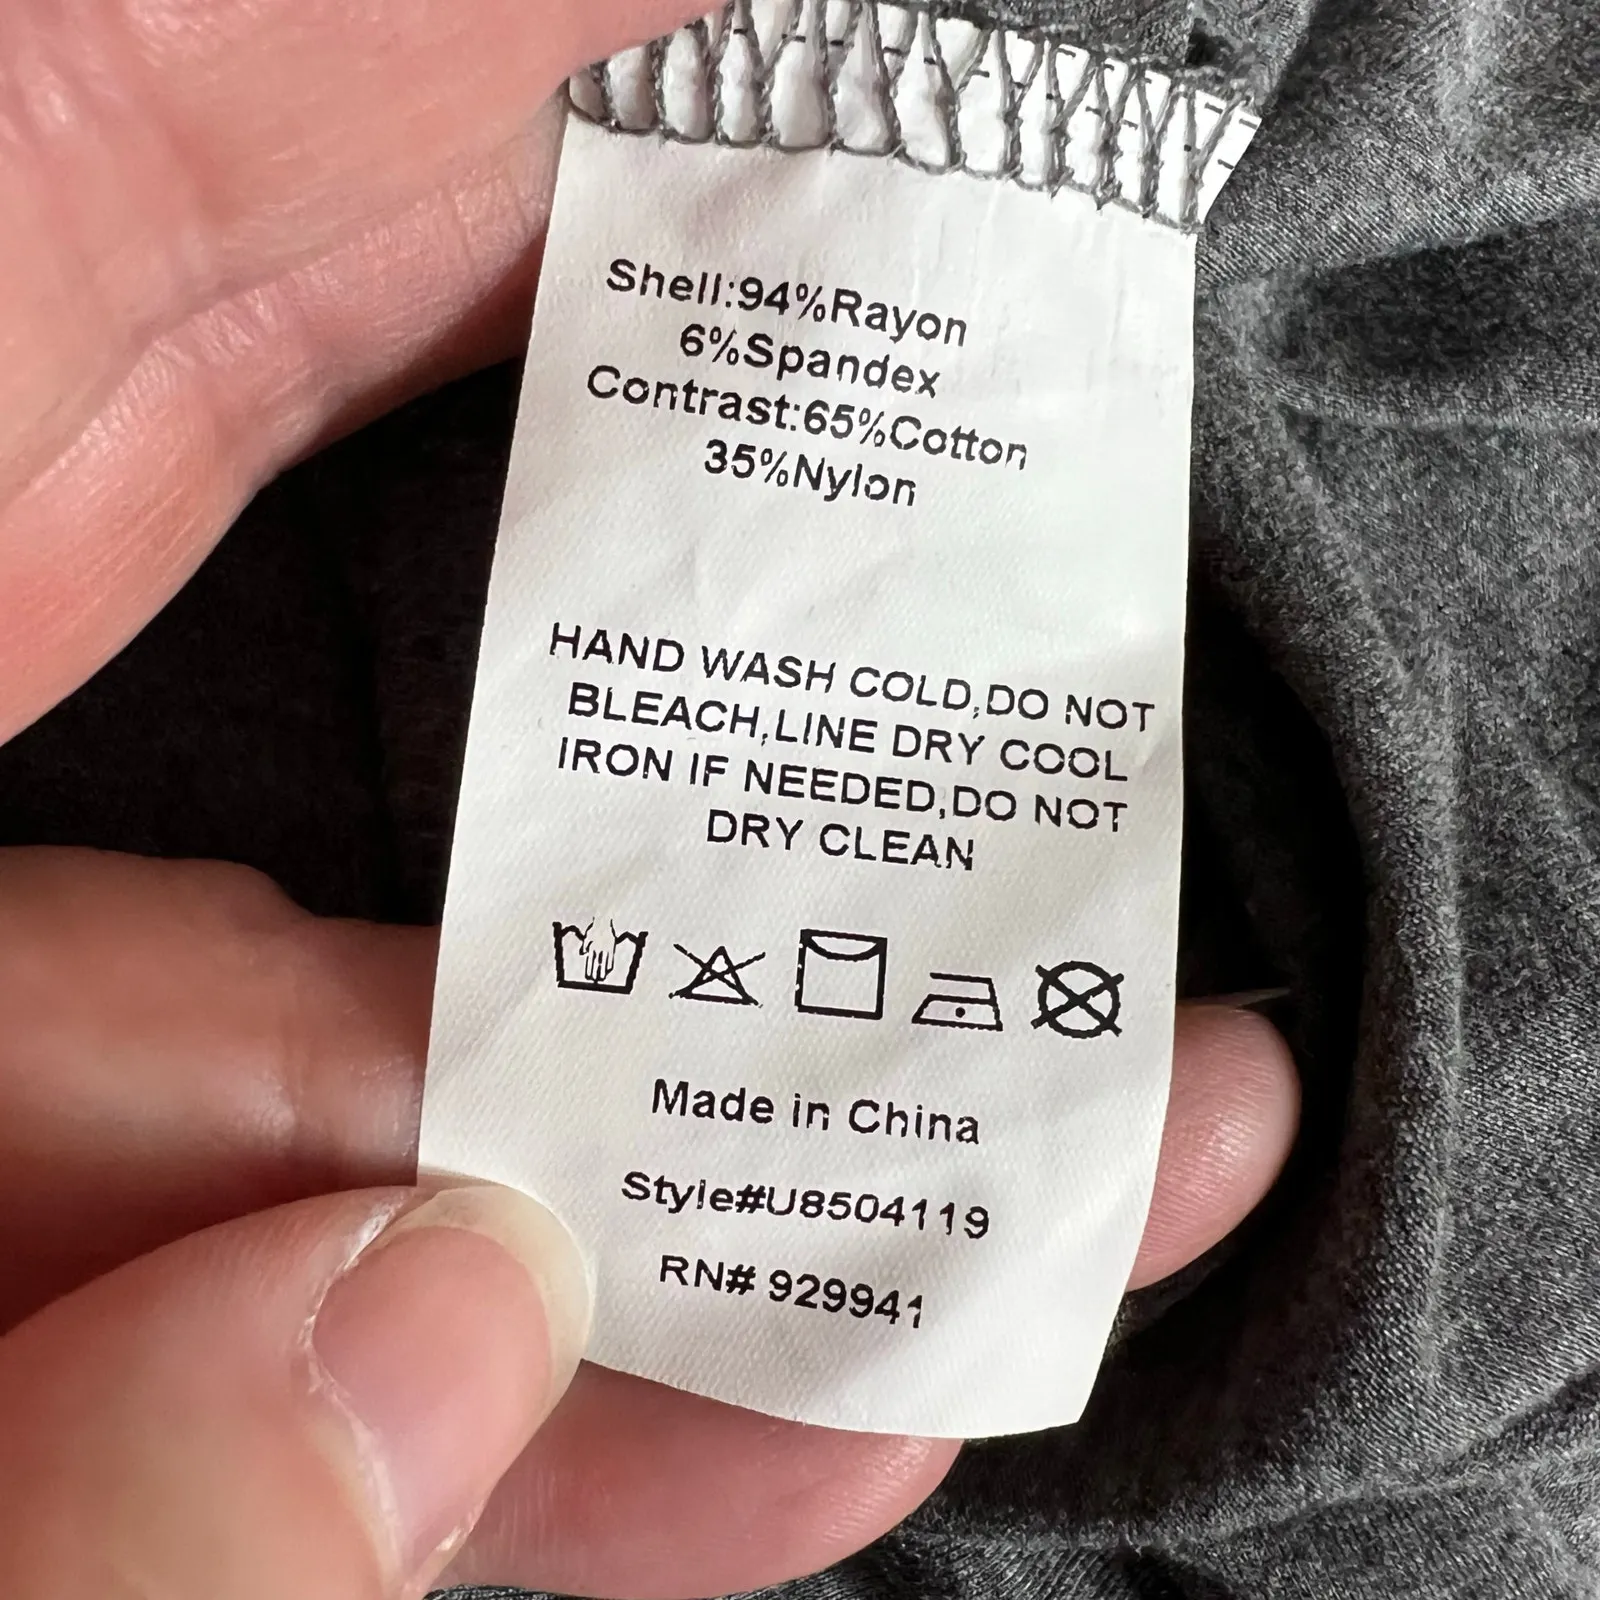 Shell:94%Rayon
6%Spandex
Contrast:65%Cotton
35%Nylon
HAND WASH COLD,DO NOT
BLEACH,LINE DRY COOL
IRON IF NEEDED,DO NOT
DRY CLEAN
Made in China
Style#U8504119
RN# 929941